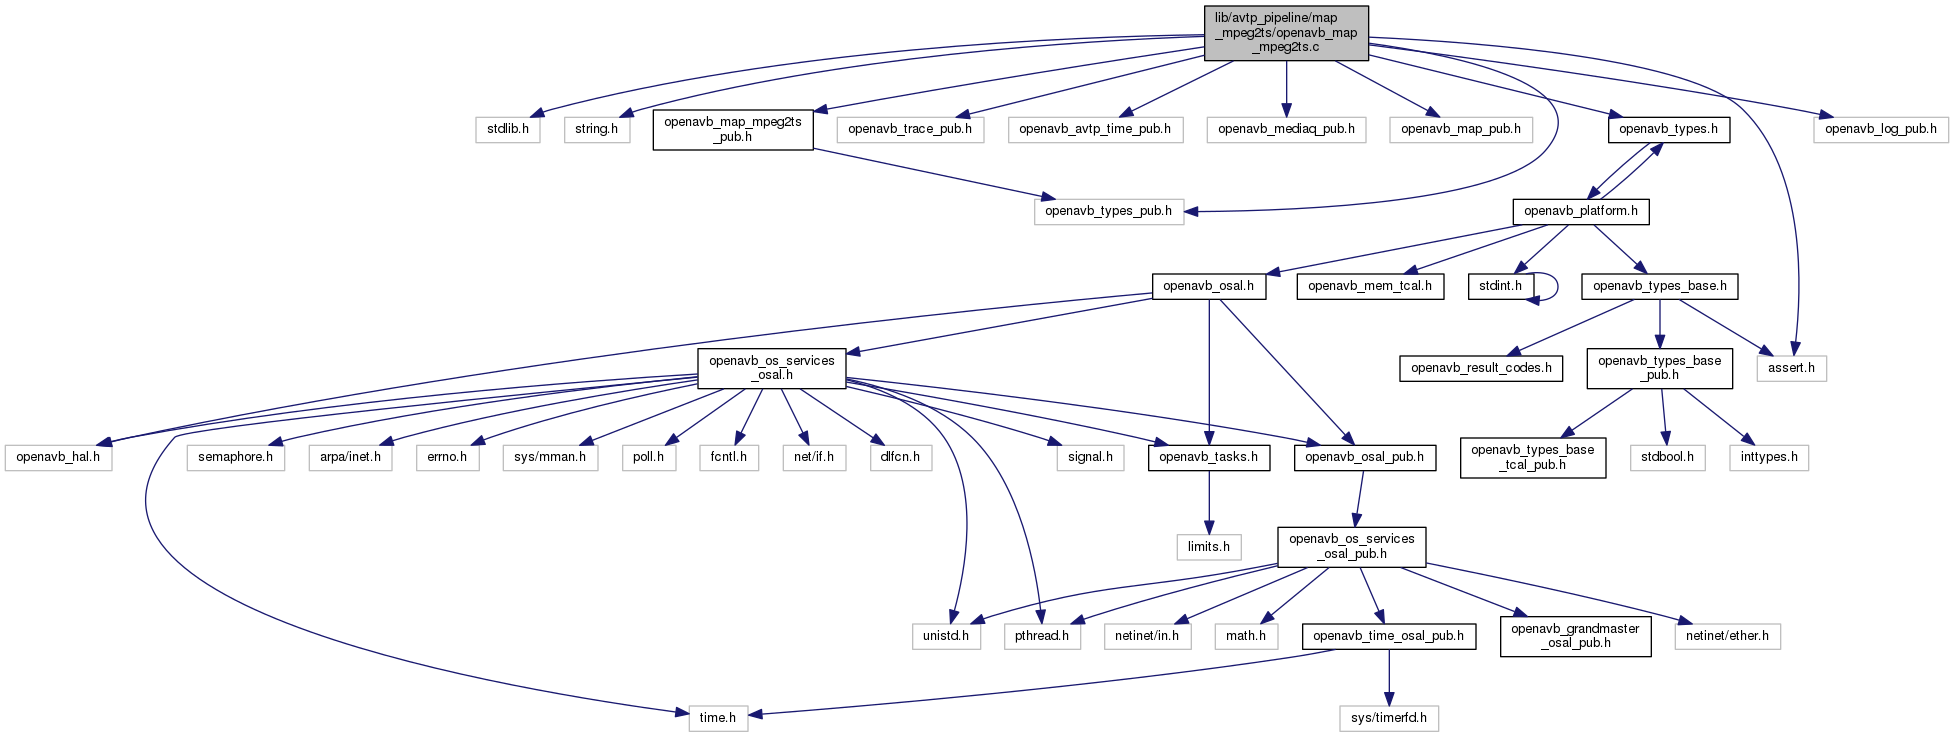 lib/avtp_pipeline/map
_mpeg2ts/openavb_map
_mpeg2ts.c
stdlib.h
string.h
openavb_map_mpeg2ts
_pub.h
openavb_trace_pub.h
openavb_avtp_time_pub.h
openavb_mediaq_pub.h
openavb_map_pub.h
openavb_types.h
openavb_log_pub.h
openavb_types_pub.h
openavb_platform.h
openavb_osal.h
openavb_mem_tcal.h
stdint.h
openavb_types_base.h
openavb_os_services
_osal.h
openavb_result_codes.h
openavb_types_base
_pub.h
assert.h
openavb_hal.h
semaphore.h
arpa/inet.h
errno.h
sys/mman.h
poll.h
fcntl.h
net/if.h
dlfcn.h
signal.h
openavb_tasks.h
openavb_osal_pub.h
openavb_types_base
_tcal_pub.h
stdbool.h
inttypes.h
limits.h
openavb_os_services
_osal_pub.h
unistd.h
pthread.h
netinet/in.h
math.h
openavb_time_osal_pub.h
openavb_grandmaster
_osal_pub.h
netinet/ether.h
time.h
sys/timerfd.h